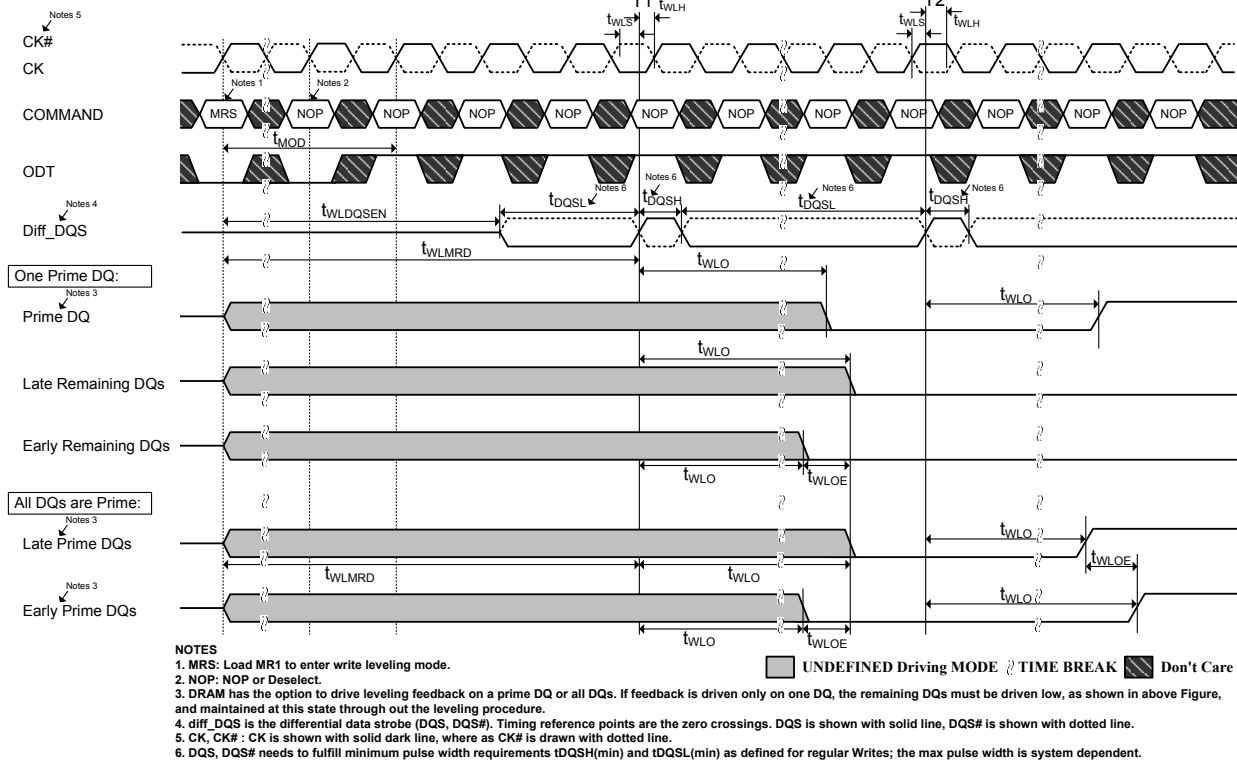 T1
T2
tWLS
tWLH
tWLS
tWLH
Notes 5
CK#
CK
Notes 1
Notes 2
COMMAND
MRS NOP NOP NOP NOP NOP NOP NOP NOP NOP NOP
tMOD
ODT
Notes 6 Notes 6 Notes 6 Notes 6
tDQSL tDQSH tDQSL tDQSH
Notes 4
tWLDQSEN
Diff_DQS
tWLMRD
tWLO
One Prime DQ:
Notes 3
tWLO
Prime DQ
tWLO
Late Remaining DQs
Early Remaining DQs
tWLO tWLOE
All DQs are Prime:
Notes 3
tWLO
Late Prime DQs
tWLOE
tWLMRD tWLO
Notes 3
tWLO
Early Prime DQs
tWLO tWLOE
NOTES
UNDEFINED Driving MODE TIME BREAK Don't Care
1. MRS: Load MR1 to enter write leveling mode.
2. NOP: NOP or Deselect.
3. DRAM has the option to drive leveling feedback on a prime DQ or all DQs. If feedback is driven only on one DQ, the remaining DQs must be driven low, as shown in above Figure,
and maintained at this state through out the leveling procedure.
4. diff_DQS is the differential data strobe (DQS, DQS#). Timing reference points are the zero crossings. DQS is shown with solid line, DQS# is shown with dotted line.
5. CK, CK# : CK is shown with solid dark line, where as CK# is drawn with dotted line.
6. DQS, DQS# needs to fulfill minimum pulse width requirements tDQSH(min) and tDQSL(min) as defined for regular Writes; the max pulse width is system dependent.